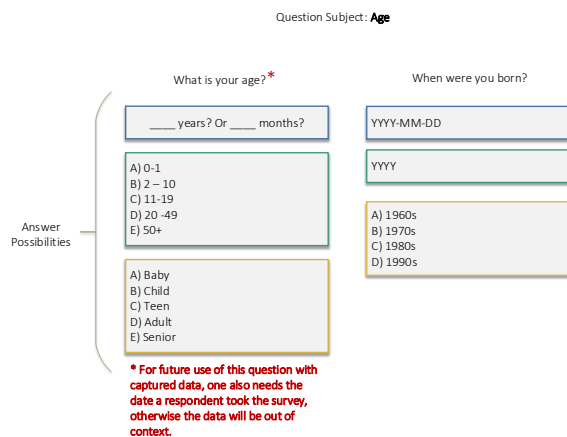 Question Subject: Age
What is your age?*
When were you born?
____ years? Or ____ months?
YYYY-MM-DD
A) 0-1
B) 2 – 10
C) 11-19
D) 20 -49
E) 50+
YYYY
A) 1960s
B) 1970s
C) 1980s
D) 1990s
Answer
Possibilities
A) Baby
B) Child
C) Teen
D) Adult
E) Senior
* For future use of this question with
captured data, one also needs the
date a respondent took the survey,
otherwise the data will be out of
context.